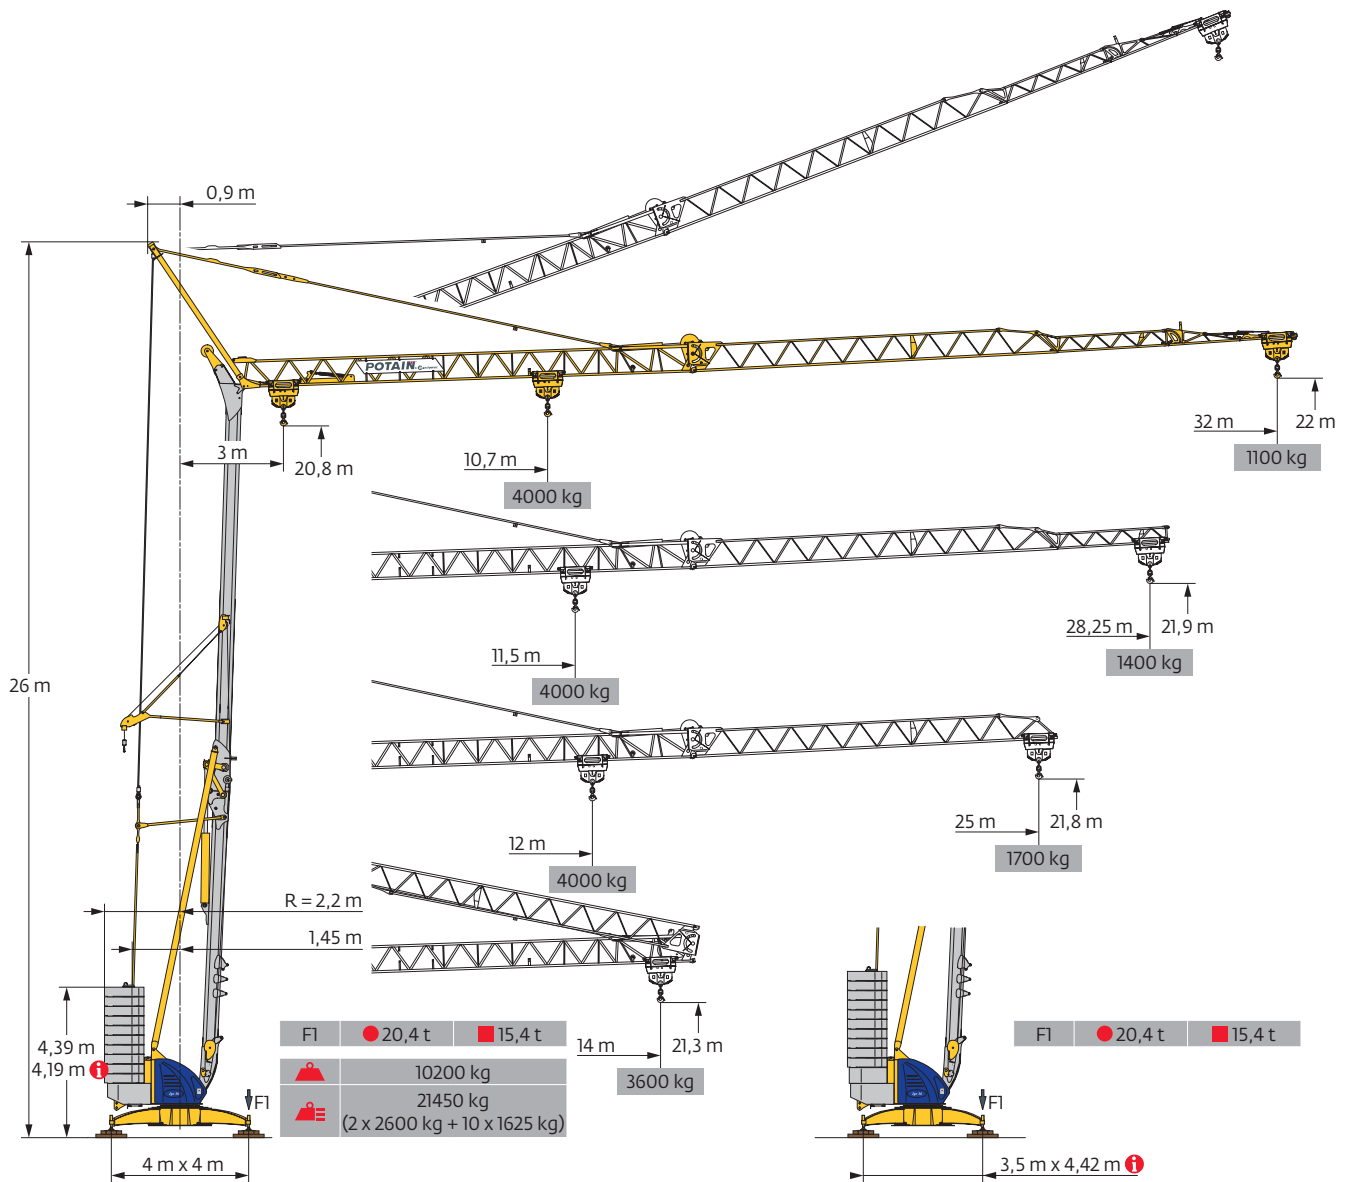 0,9 m
POTAIN
3 m
20,8 m
10,7 m
4000 kg
32 m
22 m
1100 kg
11,5 m
4000 kg
28,25 m
21,9 m
1400 kg
26 m
12 m
4000 kg
25 m
21,8 m
1700 kg
R = 2,2 m
1,45 m
14 m
21,3 m
3600 kg
4,39 m
4,19 m i
F1 20,4 t 15,4 t
10200 kg
21450 kg
(2 x 2600 kg + 10 x 1625 kg)
F1
4 m x 4 m
F1 20,4 t 15,4 t
F1
3,5 m x 4,42 m i